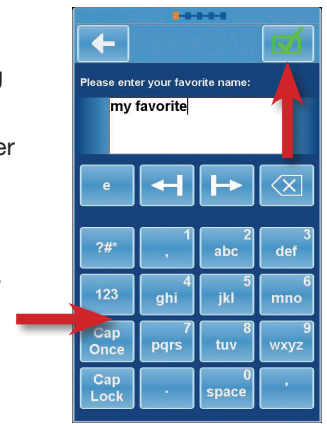 g
Please enter your favorite name:
my favorite
er
e
?#* 1 , 2 abc 3 def
123 4 ghi 5 jkl 6 mno
Cap Once 7 pqrs 8 tuv 9 wxyz
Cap Lock . 0 space '